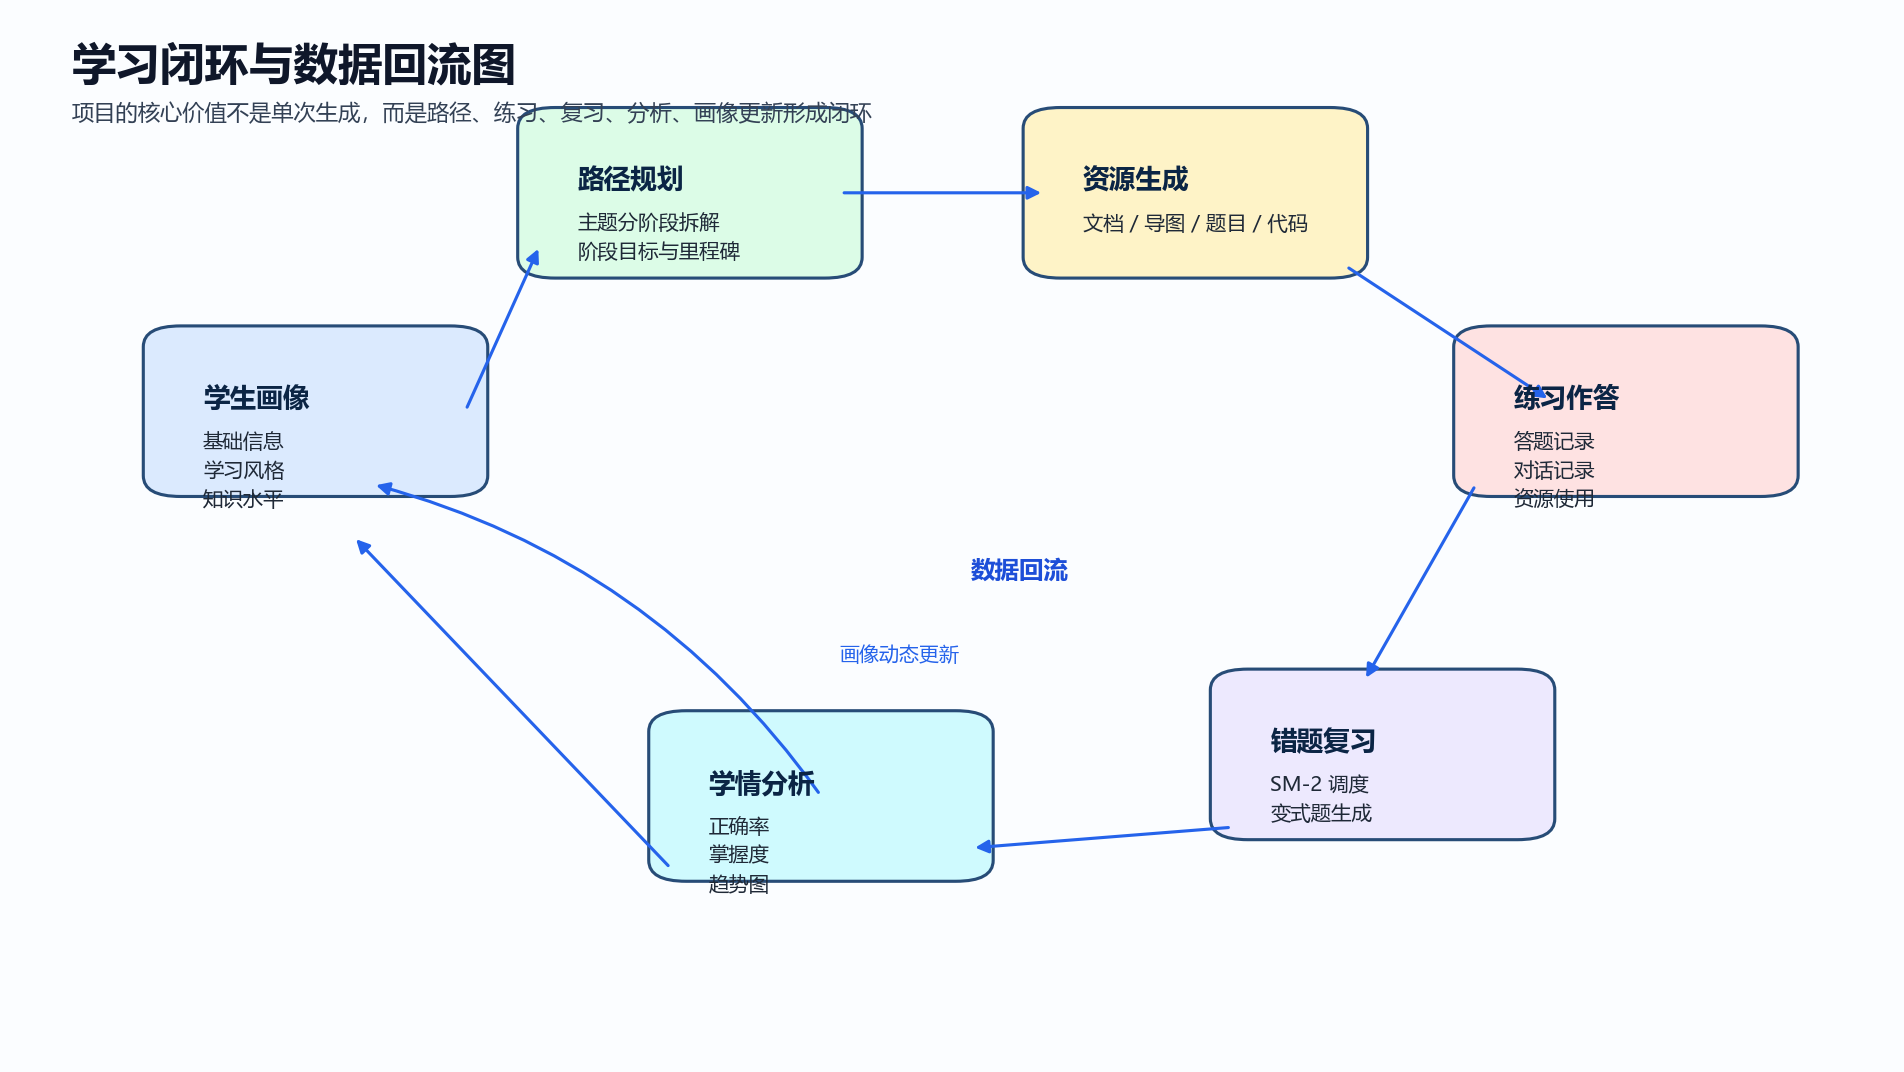 学习闭环与数据回流图
项目的核心价值不是单次生成，而是路径、练习、复习、分析、画像更新形成闭环
路径规划
主题分阶段拆解
阶段目标与里程碑
资源生成
文档 / 导图 / 题目 / 代码
学生画像
基础信息
学习风格
知识水平
练习作答
答题记录
对话记录
资源使用
数据回流
画像动态更新
错题复习
SM-2 调度
变式题生成
学情分析
正确率
掌握度
趋势图